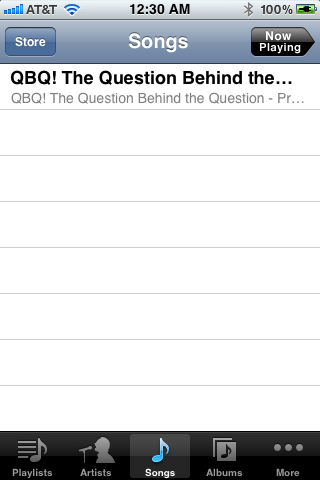 AT&T 12:30 AM 100%
Store Songs Now Playing
QBQ! The Question Behind the...
QBQ! The Question Behind the Question - Pr...
Playlists Artists Songs Albums More